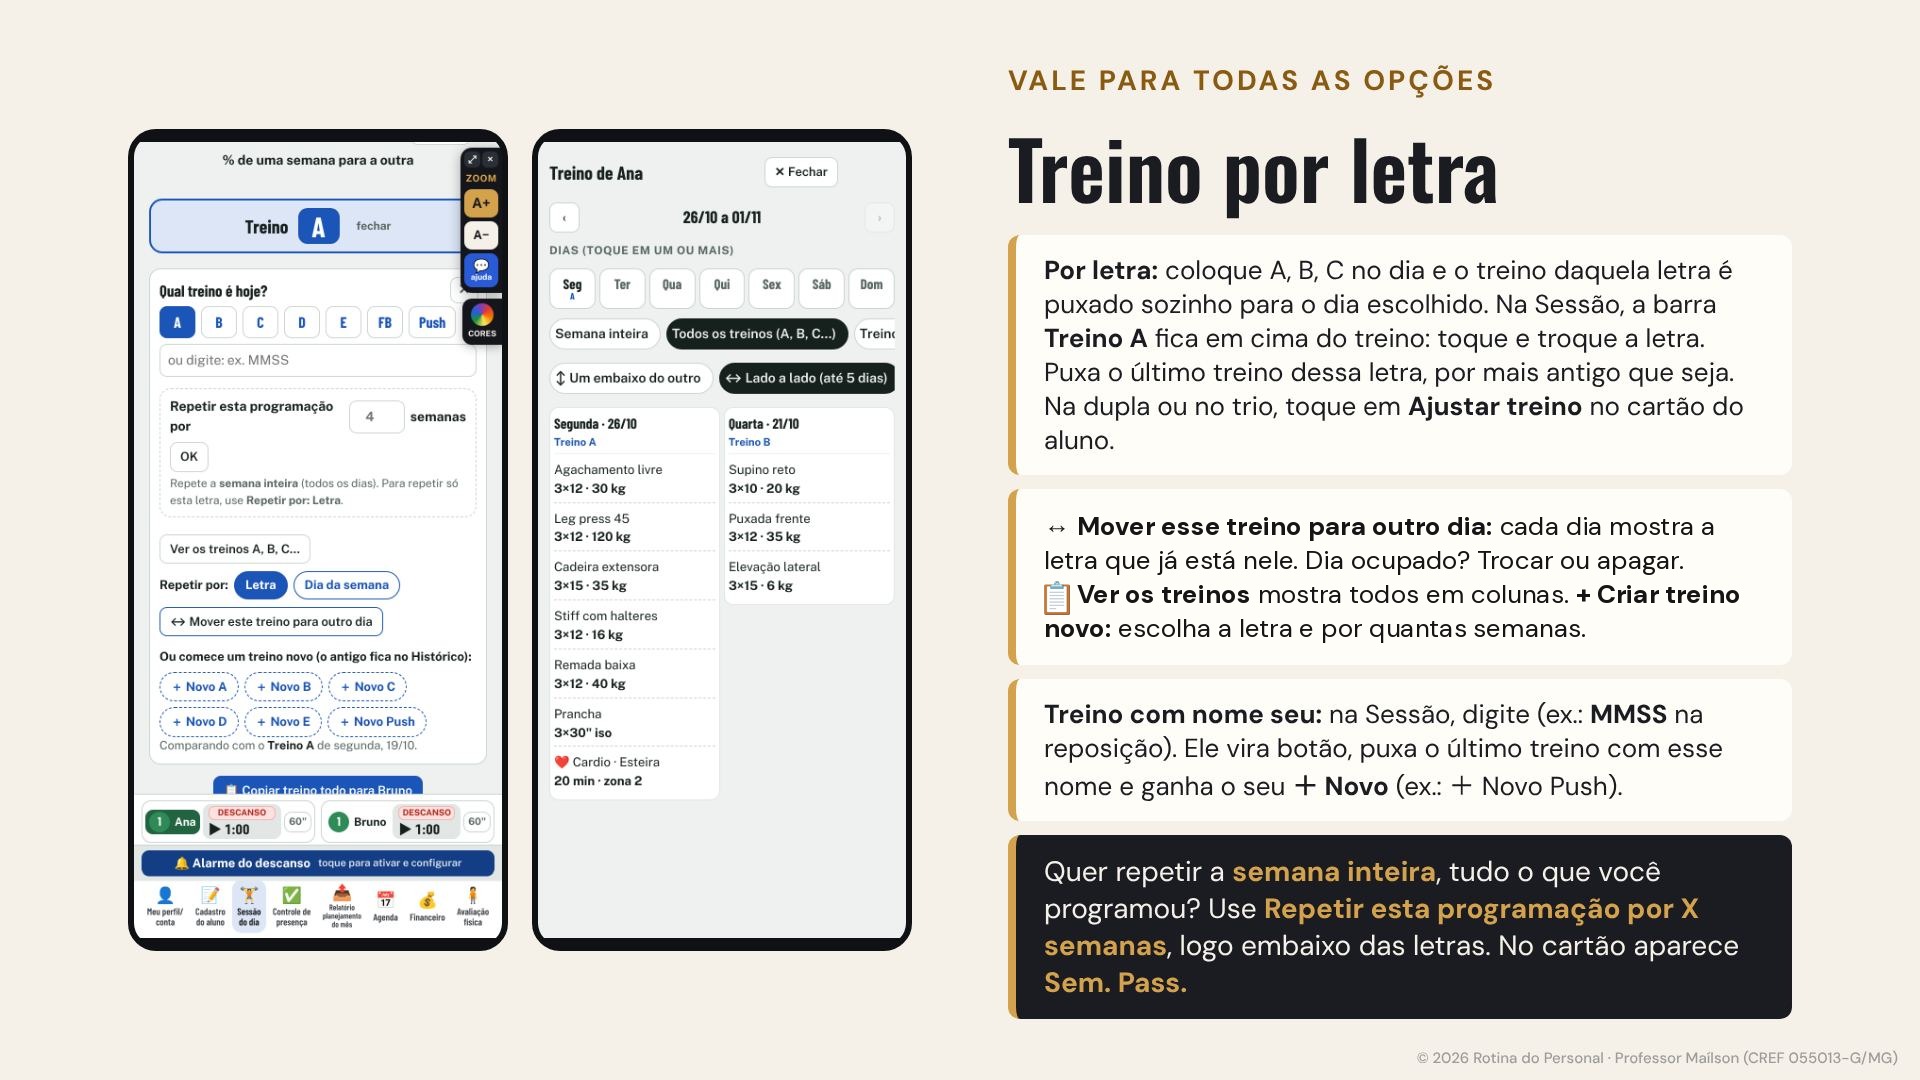 % de uma semana para a outra
ZOOM
A+
A−
ajuda
CORES
Treino A fechar
Qual treino é hoje?
A B C D E FB Push
ou digite: ex. MMSS
Repetir esta programação por 4 semanas
OK
Repete a semana inteira (todos os dias). Para repetir só
esta letra, use Repetir por: Letra.
Ver os treinos A, B, C...
Repetir por: Letra Dia da semana
↔ Mover este treino para outro dia
Ou comece um treino novo (o antigo fica no Histórico):
+ Novo A + Novo B + Novo C
+ Novo D + Novo E + Novo Push
Comparando com o Treino A de segunda, 19/10.
Copiar treino todo para Bruno
1 Ana DESCANSO ▶ 1:00 60" 1 Bruno DESCANSO ▶ 1:00 60"
Alarme do descanso toque para ativar e configurar
Meu perfil/ conta
Cadastro do aluno
Sessão do dia
Controle de presença
Relatório planejamento do mês
Agenda
Financeiro
Avaliação física
Treino de Ana
✕ Fechar
‹ 26/10 a 01/11 ›
DIAS (TOQUE EM UM OU MAIS)
Seg Ter Qua Qui Sex Sáb Dom
A
Semana inteira Todos os treinos (A, B, C...)
↕ Um embaixo do outro ↔ Lado a lado (até 5 dias)
Segunda · 26/10
Treino A
Agachamento livre
3×12 · 30 kg
Leg press 45
3×12 · 120 kg
Cadeira extensora
3×15 · 35 kg
Stiff com halteres
3×12 · 16 kg
Remada baixa
3×12 · 40 kg
Prancha
3×30" iso
Cardio · Esteira
20 min · zona 2
Quarta · 21/10
Treino B
Supino reto
3×10 · 20 kg
Puxada frente
3×12 · 35 kg
Elevação lateral
3×15 · 6 kg
VALE PARA TODAS AS OPÇÕES
Treino por letra
Por letra: coloque A, B, C no dia e o treino daquela letra é
puxado sozinho para o dia escolhido. Na Sessão, a barra
Treino A fica em cima do treino: toque e troque a letra.
Puxa o último treino dessa letra, por mais antigo que seja.
Na dupla ou no trio, toque em Ajustar treino no cartão do
aluno.
↔ Mover esse treino para outro dia: cada dia mostra a
letra que já está nele. Dia ocupado? Trocar ou apagar.
Ver os treinos mostra todos em colunas. + Criar treino
novo: escolha a letra e por quantas semanas.
Treino com nome seu: na Sessão, digite (ex.: MMSS na
reposição). Ele vira botão, puxa o último treino com esse
nome e ganha o seu + Novo (ex.: + Novo Push).
Quer repetir a semana inteira, tudo o que você
programou? Use Repetir esta programação por X
semanas, logo embaixo das letras. No cartão aparece
Sem. Pass.
© 2026 Rotina do Personal · Professor Maílson (CREF 055013-G/MG)